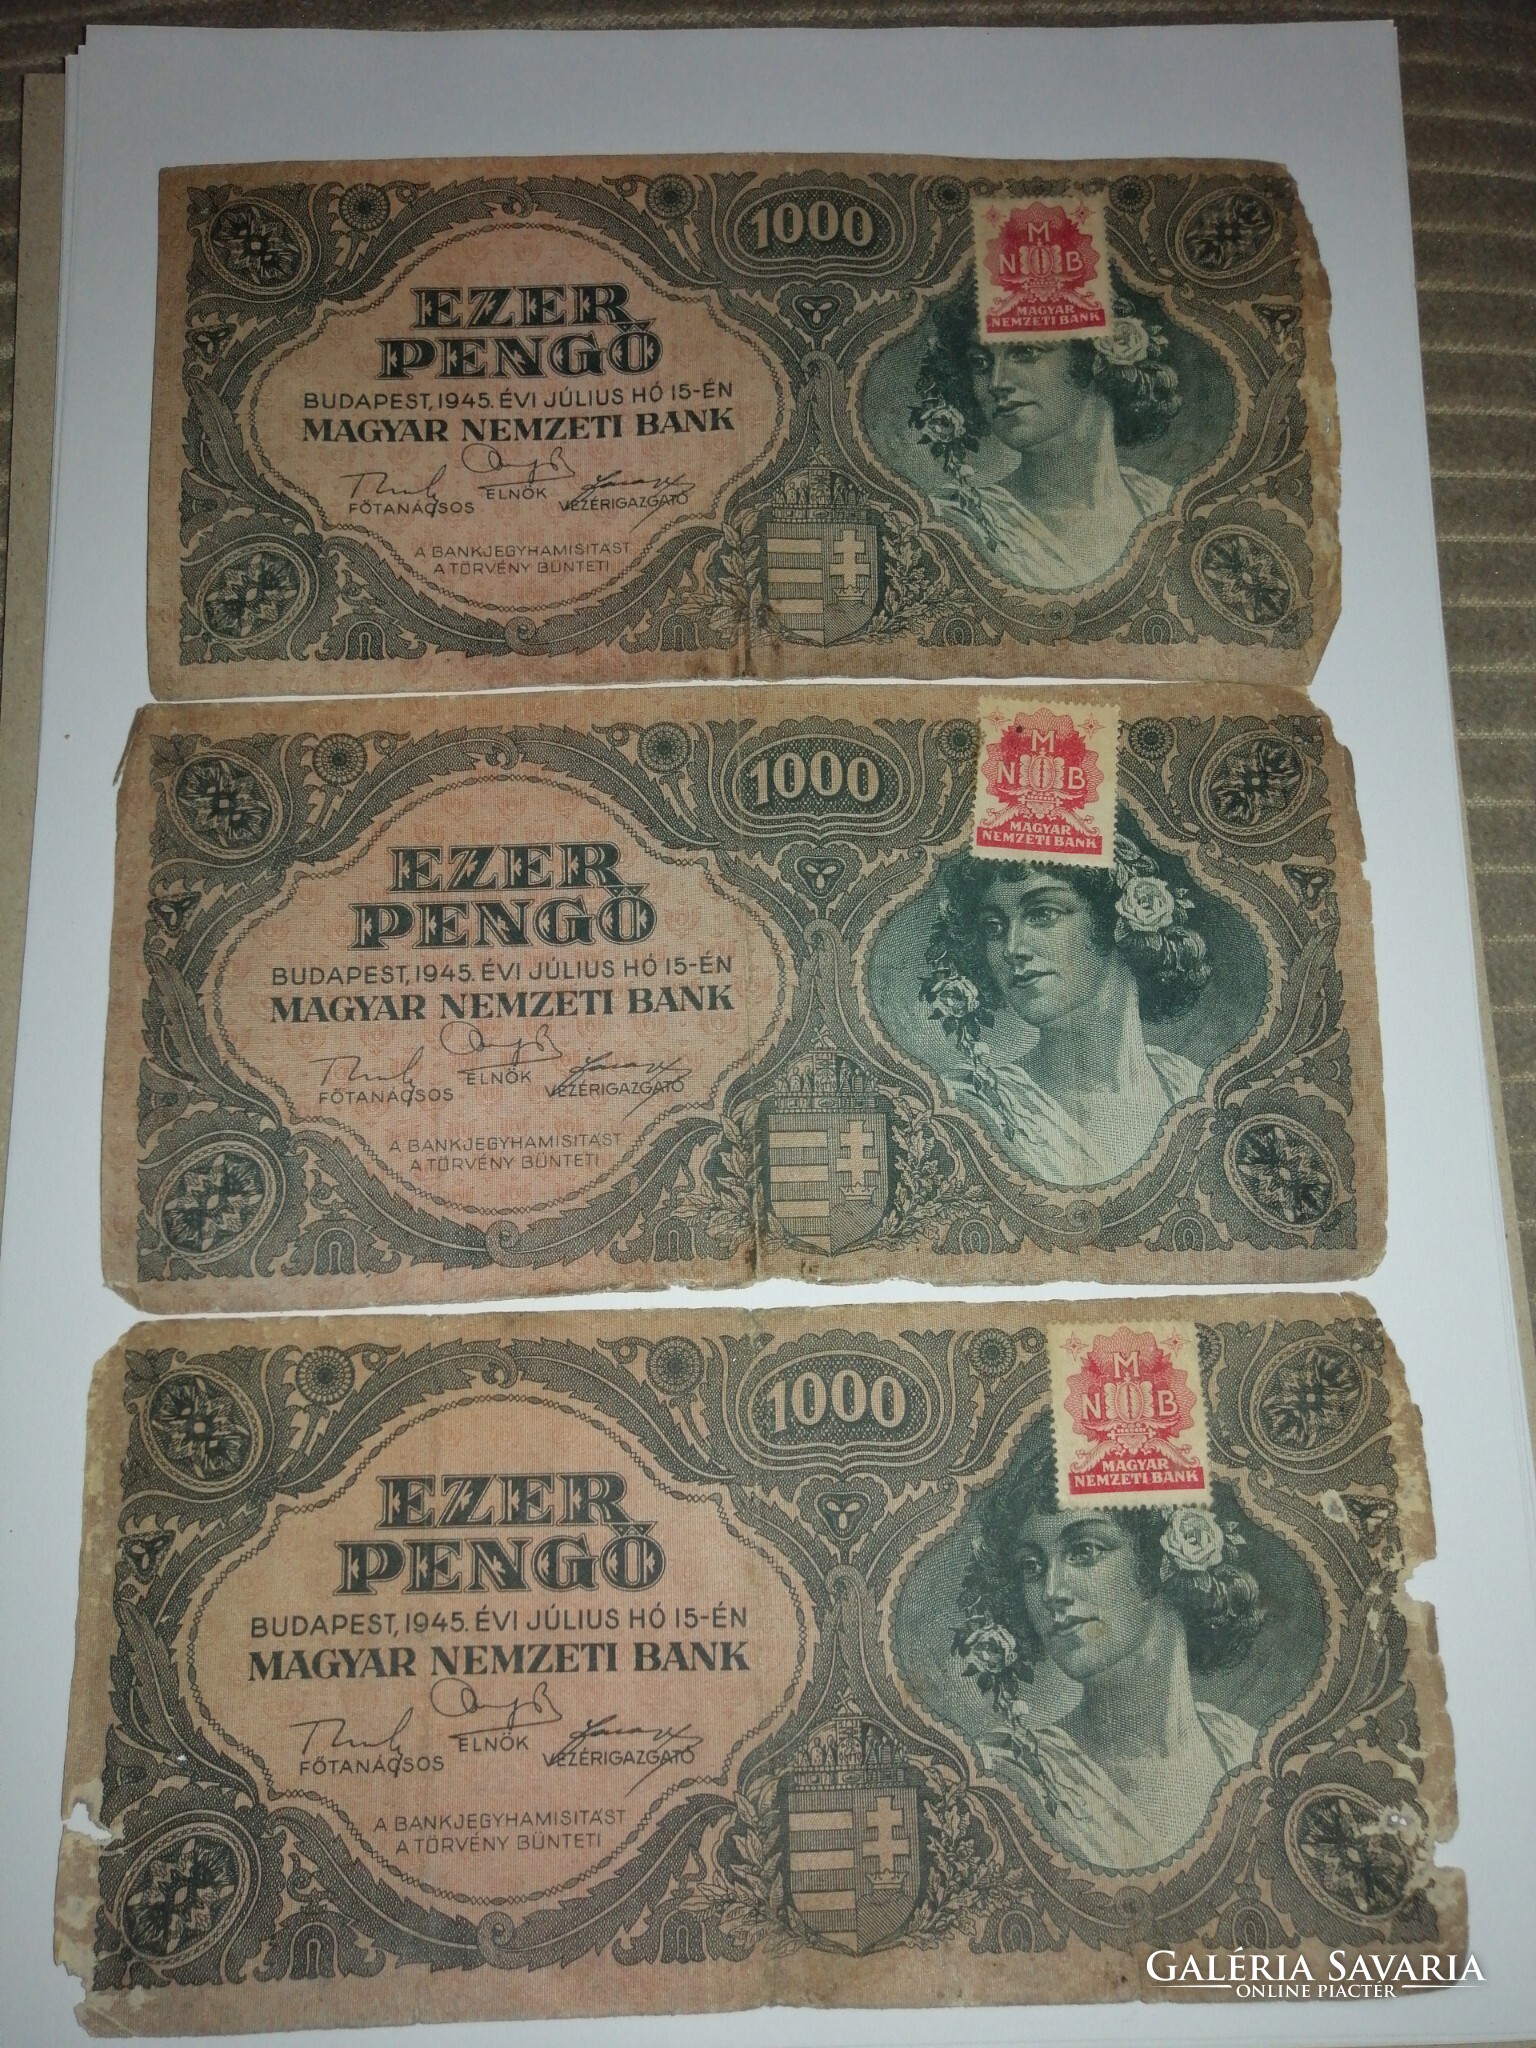 1000
M
N B
MAGYAR
NEMZETI BANK
EZER
PENGŐ
BUDAPEST, 1945. ÉVI JÚLIUS HÓ 15-ÉN
MAGYAR NEMZETI BANK
FŐTANÁCSOS
ELNÖK
VEZÉRIGAZGATÓ
A BANKJEGYHAMISITÁST
A TÖRVÉNY BÜNTETI
1000
M
N B
MAGYAR
NEMZETI BANK
EZER
PENGŐ
BUDAPEST, 1945. ÉVI JÚLIUS HÓ 15-ÉN
MAGYAR NEMZETI BANK
FŐTANÁCSOS
ELNÖK
VEZÉRIGAZGATÓ
A BANKJEGYHAMISITÁST
A TÖRVÉNY BÜNTETI
1000
M
N B
MAGYAR
NEMZETI BANK
EZER
PENGŐ
BUDAPEST, 1945. ÉVI JÚLIUS HÓ 15-ÉN
MAGYAR NEMZETI BANK
FŐTANÁCSOS
ELNÖK
VEZÉRIGAZGATÓ
A BANKJEGYHAMISITÁST
A TÖRVÉNY BÜNTETI
GALÉRIA SAVARIA
ONLINE PIACTÉR